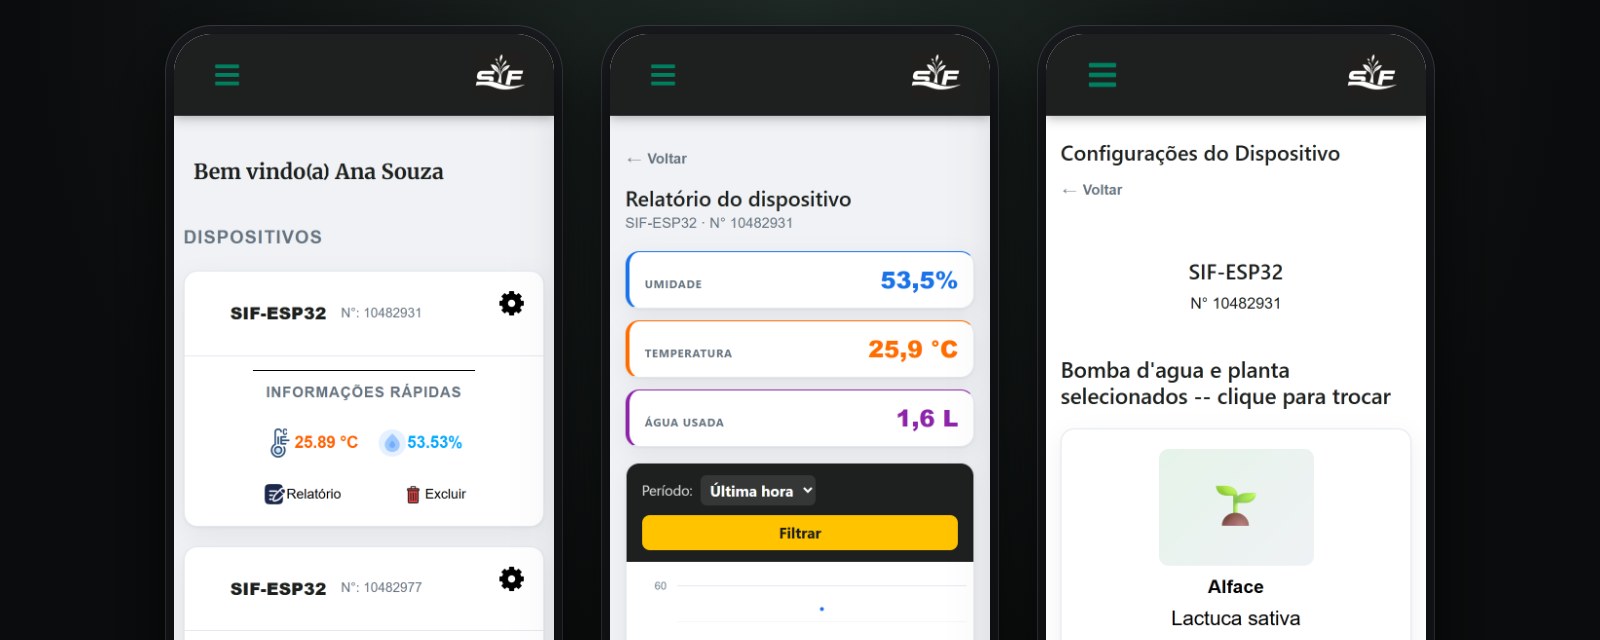 SIF
Bem vindo(a) Ana Souza
DISPOSITIVOS
SIF-ESP32 N°: 10482931
INFORMAÇÕES RÁPIDAS
25.89 °C 53.53%
Relatório Excluir
SIF-ESP32 N°: 10482977
SIF
← Voltar
Relatório do dispositivo
SIF-ESP32 · N° 10482931
UMIDADE 53,5%
TEMPERATURA 25,9 °C
ÁGUA USADA 1,6 L
Período: Última hora
Filtrar
60
SIF
Configurações do Dispositivo
← Voltar
SIF-ESP32
N° 10482931
Bomba d'agua e planta
selecionados -- clique para trocar
Alface
Lactuca sativa